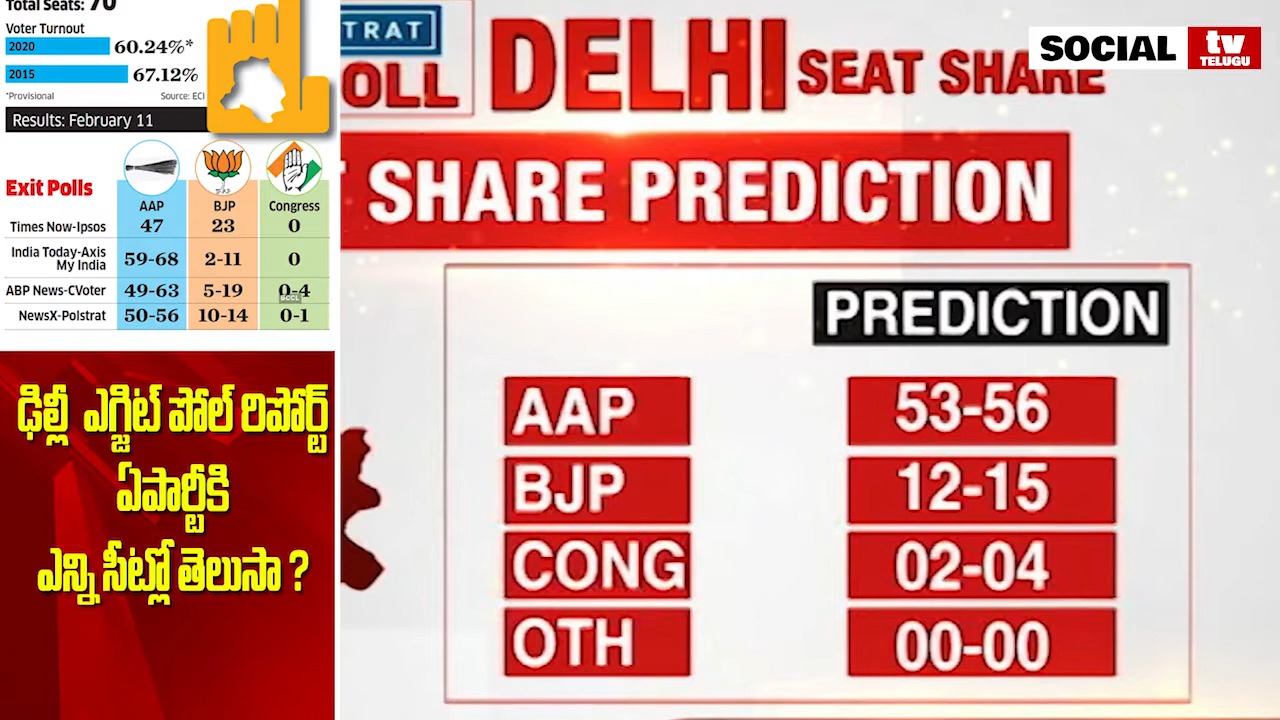 Total Seats: 70
Voter Turnout
2020 60.24%*
2015 67.12%
*Provisional Source: ECI
Results: February 11
Exit Polls
AAP BJP Congress
Times Now-Ipsos 47 23 0
India Today-Axis
My India 59-68 2-11 0
ABP News-CVoter 49-63 5-19 0-4
SCCL
NewsX-Polstrat 50-56 10-14 0-1
ఢిల్లీ ఎగ్జిట్ పోల్ రిపోర్ట్
ఏపార్టీకి
ఎన్ని సీట్లో తెలుసా ?
TRAT
OLL DELHI SEAT SHARE
SOCIAL tv
TELUGU
SHARE PREDICTION
PREDICTION
AAP 53-56
BJP 12-15
CONG 02-04
OTH 00-00